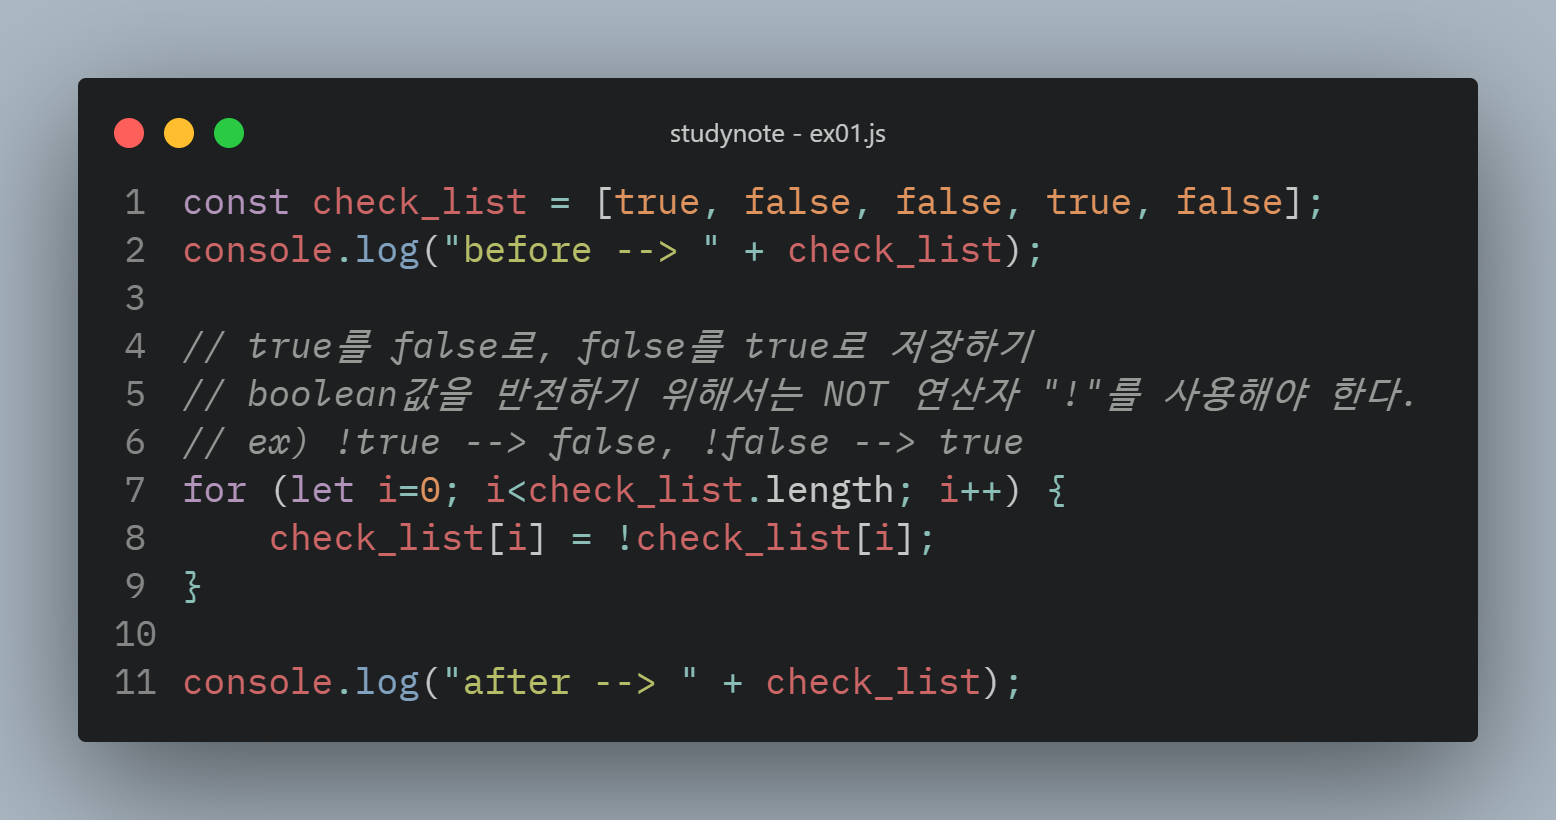 studynote - ex01.js
1 const check_list = [true, false, false, true, false];
2 console.log("before --> " + check_list);
3
4 // true를 false로, false를 true로 저장하기
5 // boolean값을 반전하기 위해서는 NOT 연산자 "!"를 사용해야 한다.
6 // ex) !true --> false, !false --> true
7 for (let i=0; i<check_list.length; i++) {
8     check_list[i] = !check_list[i];
9 }
10
11 console.log("after --> " + check_list);